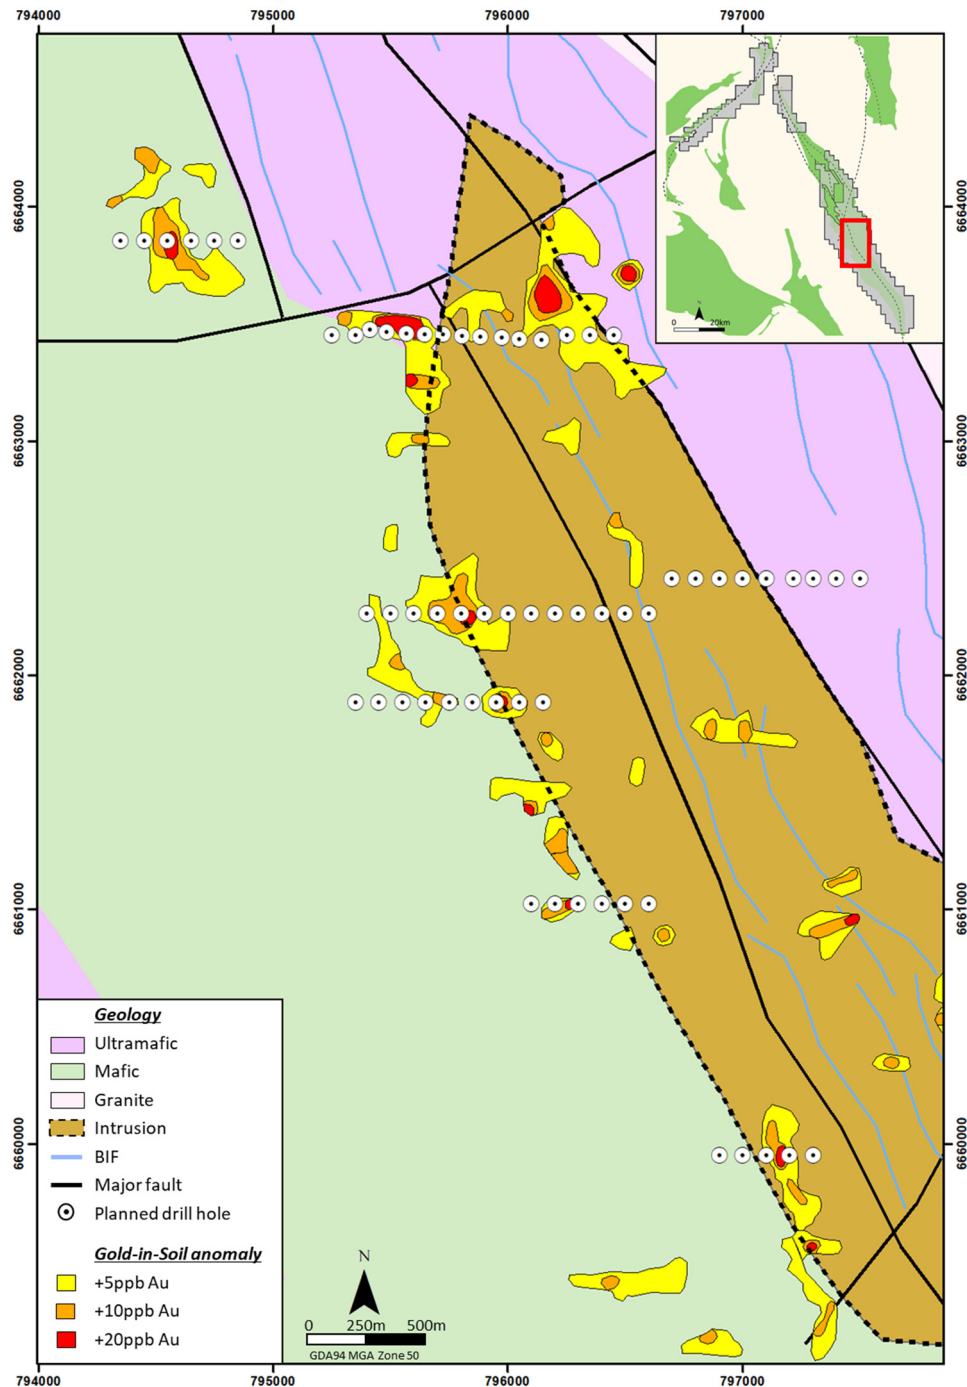 794000 795000 796000 797000
6664000
6664000
N
0 20km
6663000
6663000
6662000
6662000
6661000
6661000
Geology
Ultramafic
Mafic
Granite
Intrusion
BIF
Major fault
Planned drill hole
Gold-in-Soil anomaly
+5ppb Au
+10ppb Au
+20ppb Au
6660000
6660000
N
0 250m 500m
GDA94 MGA Zone 50
794000 795000 796000 797000